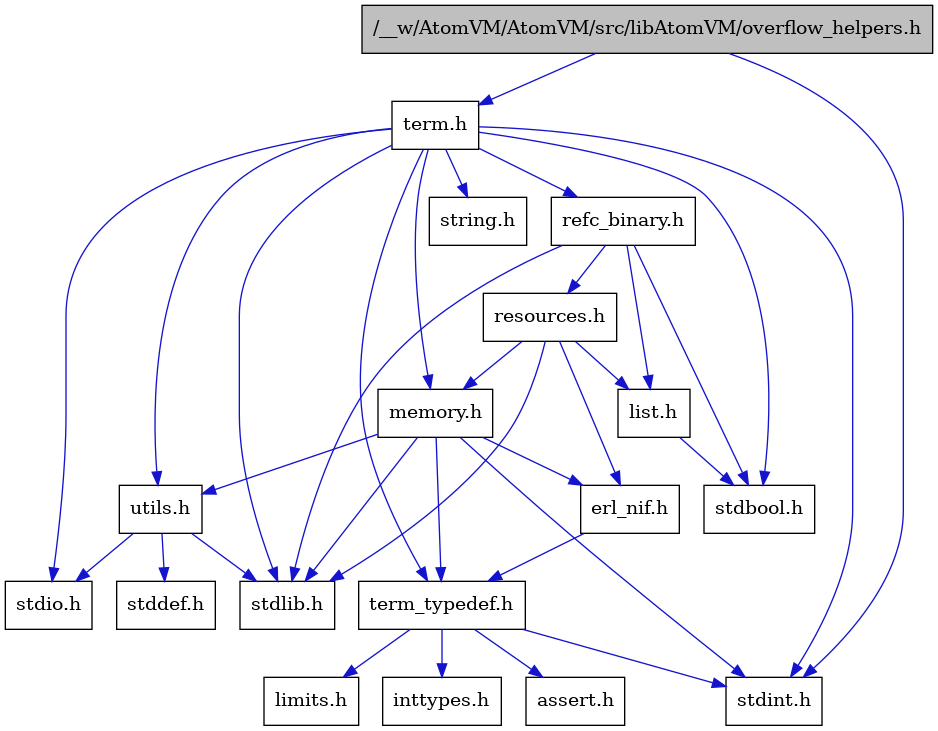 /__w/AtomVM/AtomVM/src/libAtomVM/overflow_helpers.h
term.h
string.h
refc_binary.h
resources.h
memory.h
list.h
utils.h
erl_nif.h
stdbool.h
stdio.h
stddef.h
stdlib.h
term_typedef.h
limits.h
inttypes.h
assert.h
stdint.h